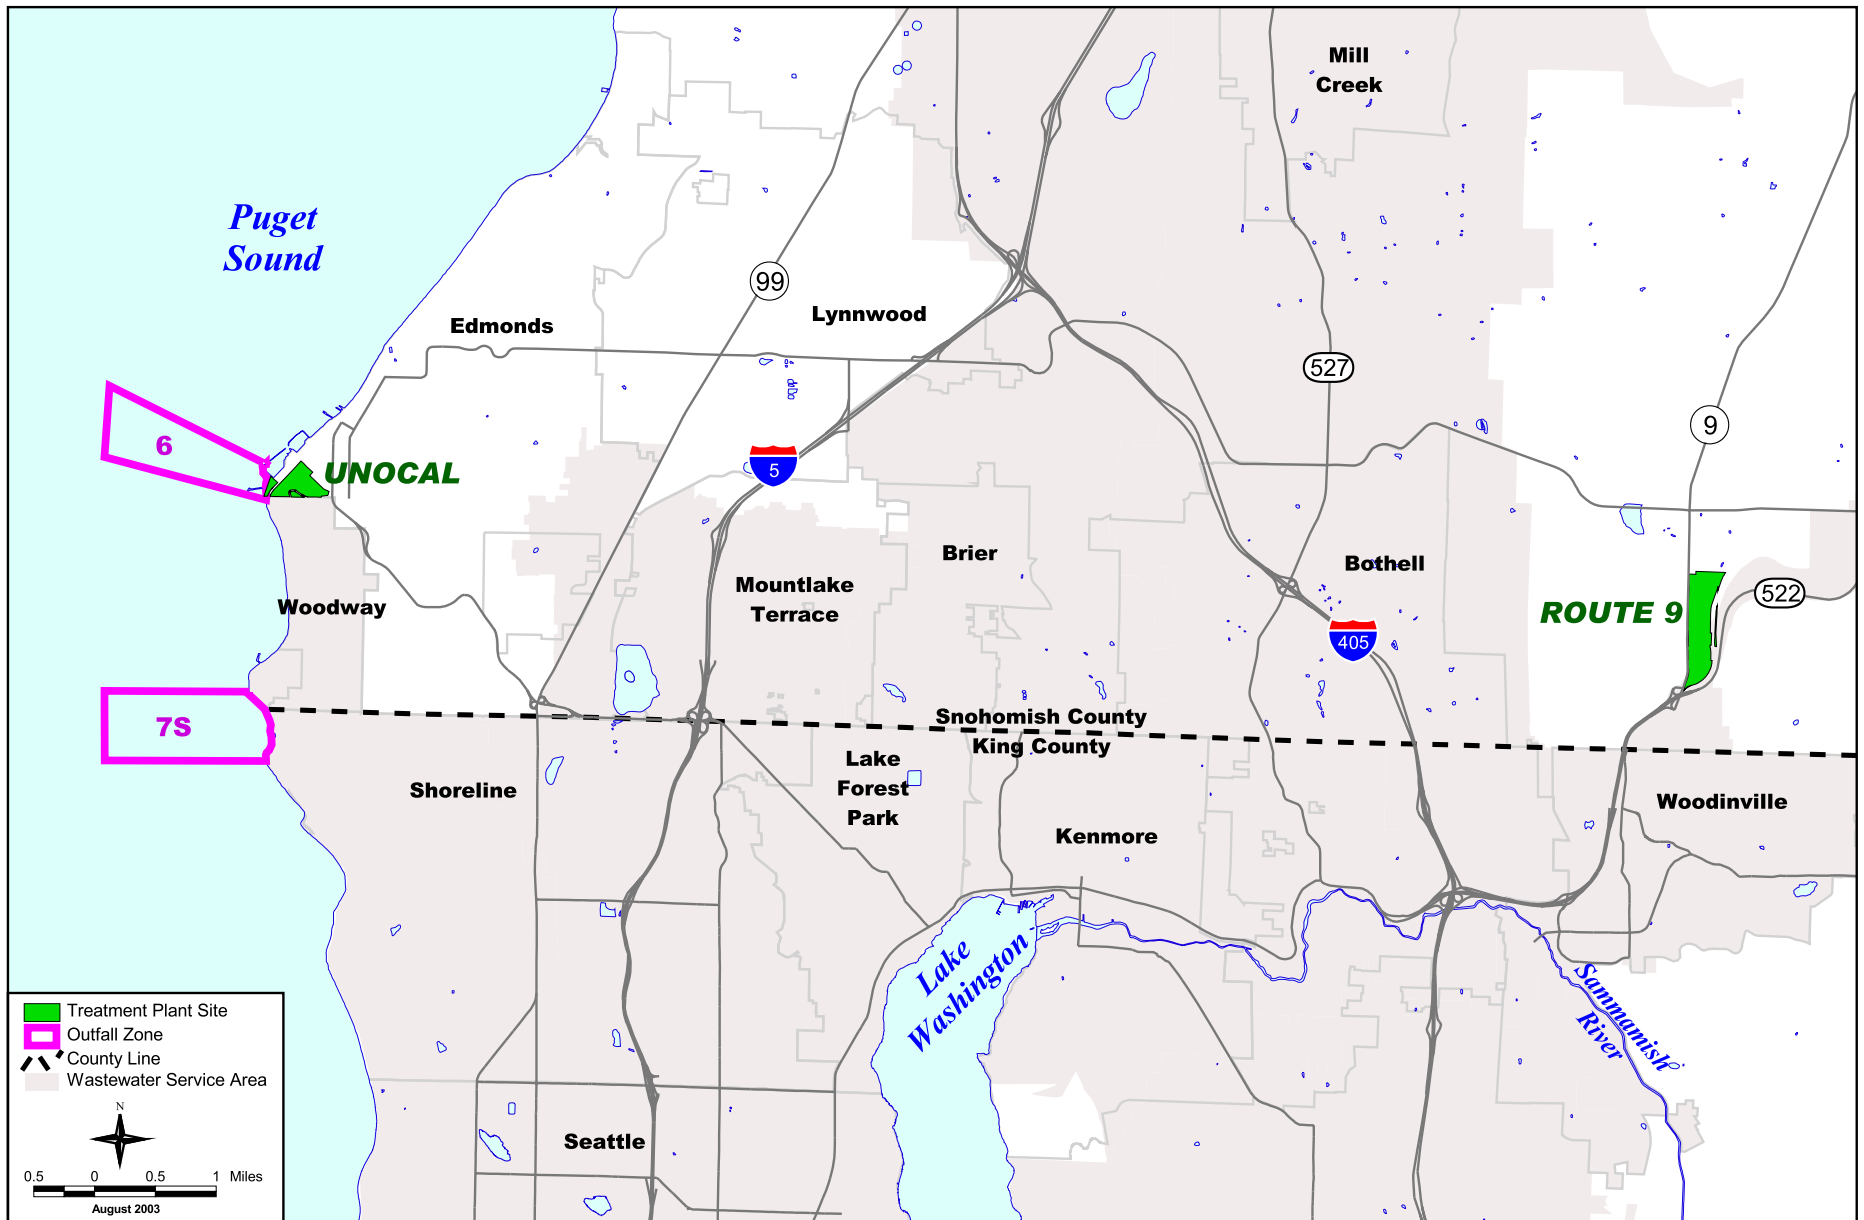 Mill
Creek
Puget
Sound
99
Lynnwood
Edmonds
527
9
6
UNOCAL
5
Brier
Bothell
Mountlake
Terrace
522
Woodway
ROUTE 9
405
7S
Snohomish County
King County
Lake
Forest
Park
Shoreline
Woodinville
Kenmore
Lake
Washington
Sammamish
River
Seattle
Treatment Plant Site
Outfall Zone
County Line
Wastewater Service Area
N
0.5 0 0.5 1 Miles
August 2003